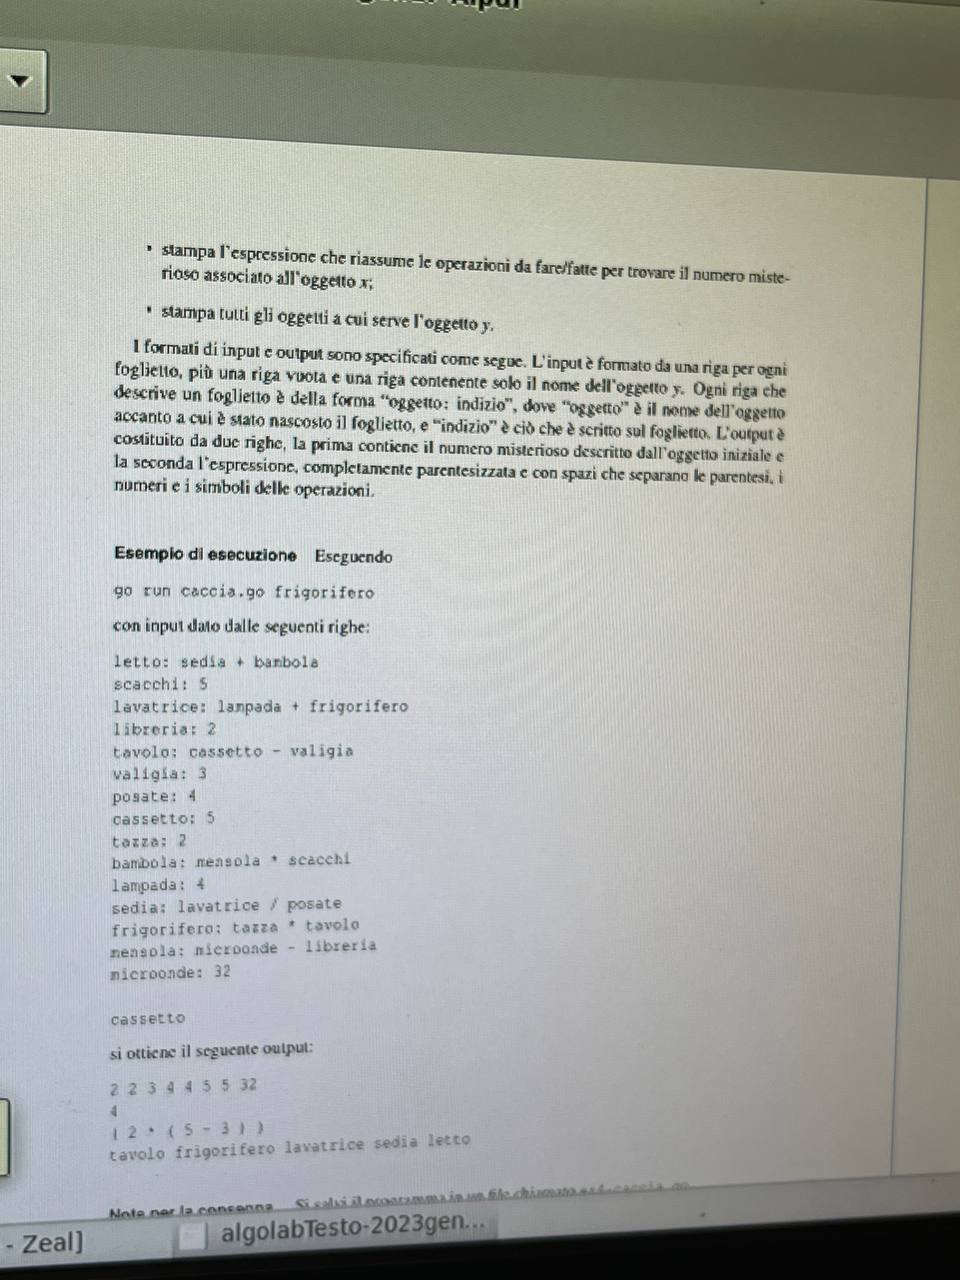 • stampa l'espressione che riassume le operazioni da fare/fatte per trovare il numero miste-
rioso associato all'oggetto x;
• stampa tutti gli oggetti a cui serve l'oggetto y.
I formati di input e output sono specificati come segue. L'input è formato da una riga per ogni
foglietto, più una riga vuota e una riga contenente solo il nome dell'oggetto y. Ogni riga che
descrive un foglietto è della forma “oggetto: indizio”, dove “oggetto” è il nome dell'oggetto
accanto a cui è stato nascosto il foglietto, e “indizio” è ciò che è scritto sul foglietto. L'output è
costituito da due righe, la prima contiene il numero misterioso descritto dall'oggetto iniziale e
la seconda l'espressione, completamente parentesizzata e con spazi che separano le parentesi, i
numeri e i simboli delle operazioni.
Esempio di esecuzione Eseguendo
go run caccia.go frigorifero
con input dato dalle seguenti righe:
letto: sedia + bambola
scacchi: 5
lavatrice: lampada + frigorifero
libreria: 2
tavolo: cassetto - valigia
valigia: 3
posate: 4
cassetto: 5
tazza: 2
bambola: mensola * scacchi
lampada: 4
sedia: lavatrice / posate
frigorifero: tazza * tavolo
mensola: microonde - libreria
microonde: 32
cassetto
si ottiene il seguente output:
2 2 3 4 4 5 5 32
4
( 2 * ( 5 - 3 ) )
tavolo frigorifero lavatrice sedia letto
Note per la consegna Si salvi il programma in un file chiamato
- Zeal]
algolabTesto-2023gen...